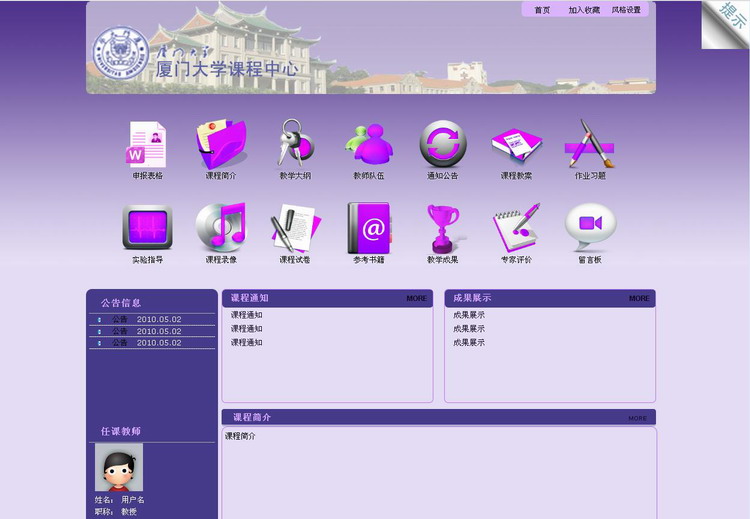 首页 加入收藏 风格设置
提示
厦门大学
厦门大学课程中心
申报表格 课程简介 教学大纲 教师队伍 通知公告 课程教案 作业习题
实验指导 课程录像 课程试卷 参考书籍 教学成果 专家评价 留言板
公告信息
公告 2010.05.02
公告 2010.05.02
公告 2010.05.02
课程通知 MORE
课程通知
课程通知
课程通知
成果展示 MORE
成果展示
成果展示
成果展示
任课教师
姓名: 用户名
职称: 教授
课程简介 MORE
课程简介